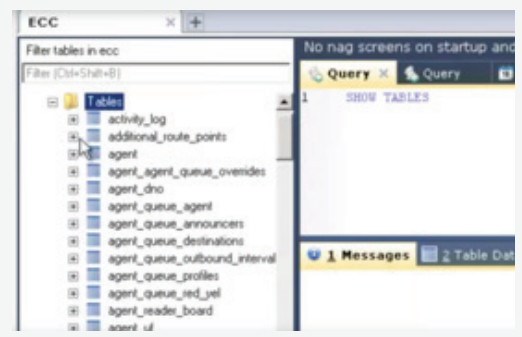 ECC × +
Filter tables in ecc
Filter (Ctrl+Shift+B)
Tables
activity_log
additional_route_points
agent
agent_agent_queue_overrides
agent_dno
agent_queue_agent
agent_queue_announcers
agent_queue_destinations
agent_queue_outbound_interval
agent_queue_profiles
agent_queue_red_yel
agent_reader_board
agent_ul
No nag screens on startup and
Query × Query
1 SHOW TABLES
1 Messages 2 Table Dat